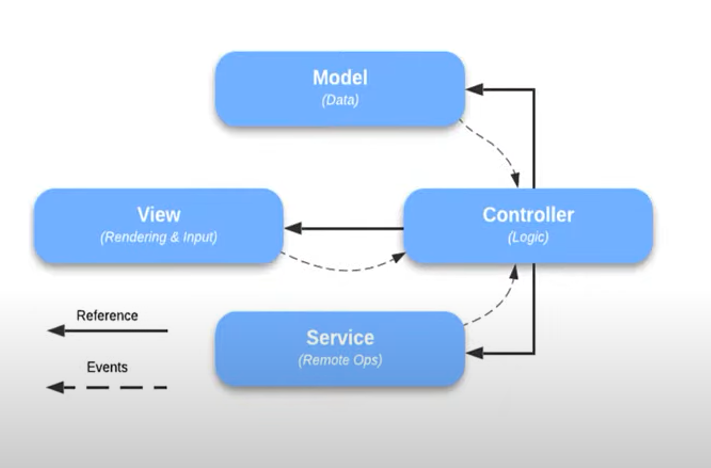 Model
(Data)
View
(Rendering & Input)
Controller
(Logic)
Service
(Remote Ops)
Reference
Events